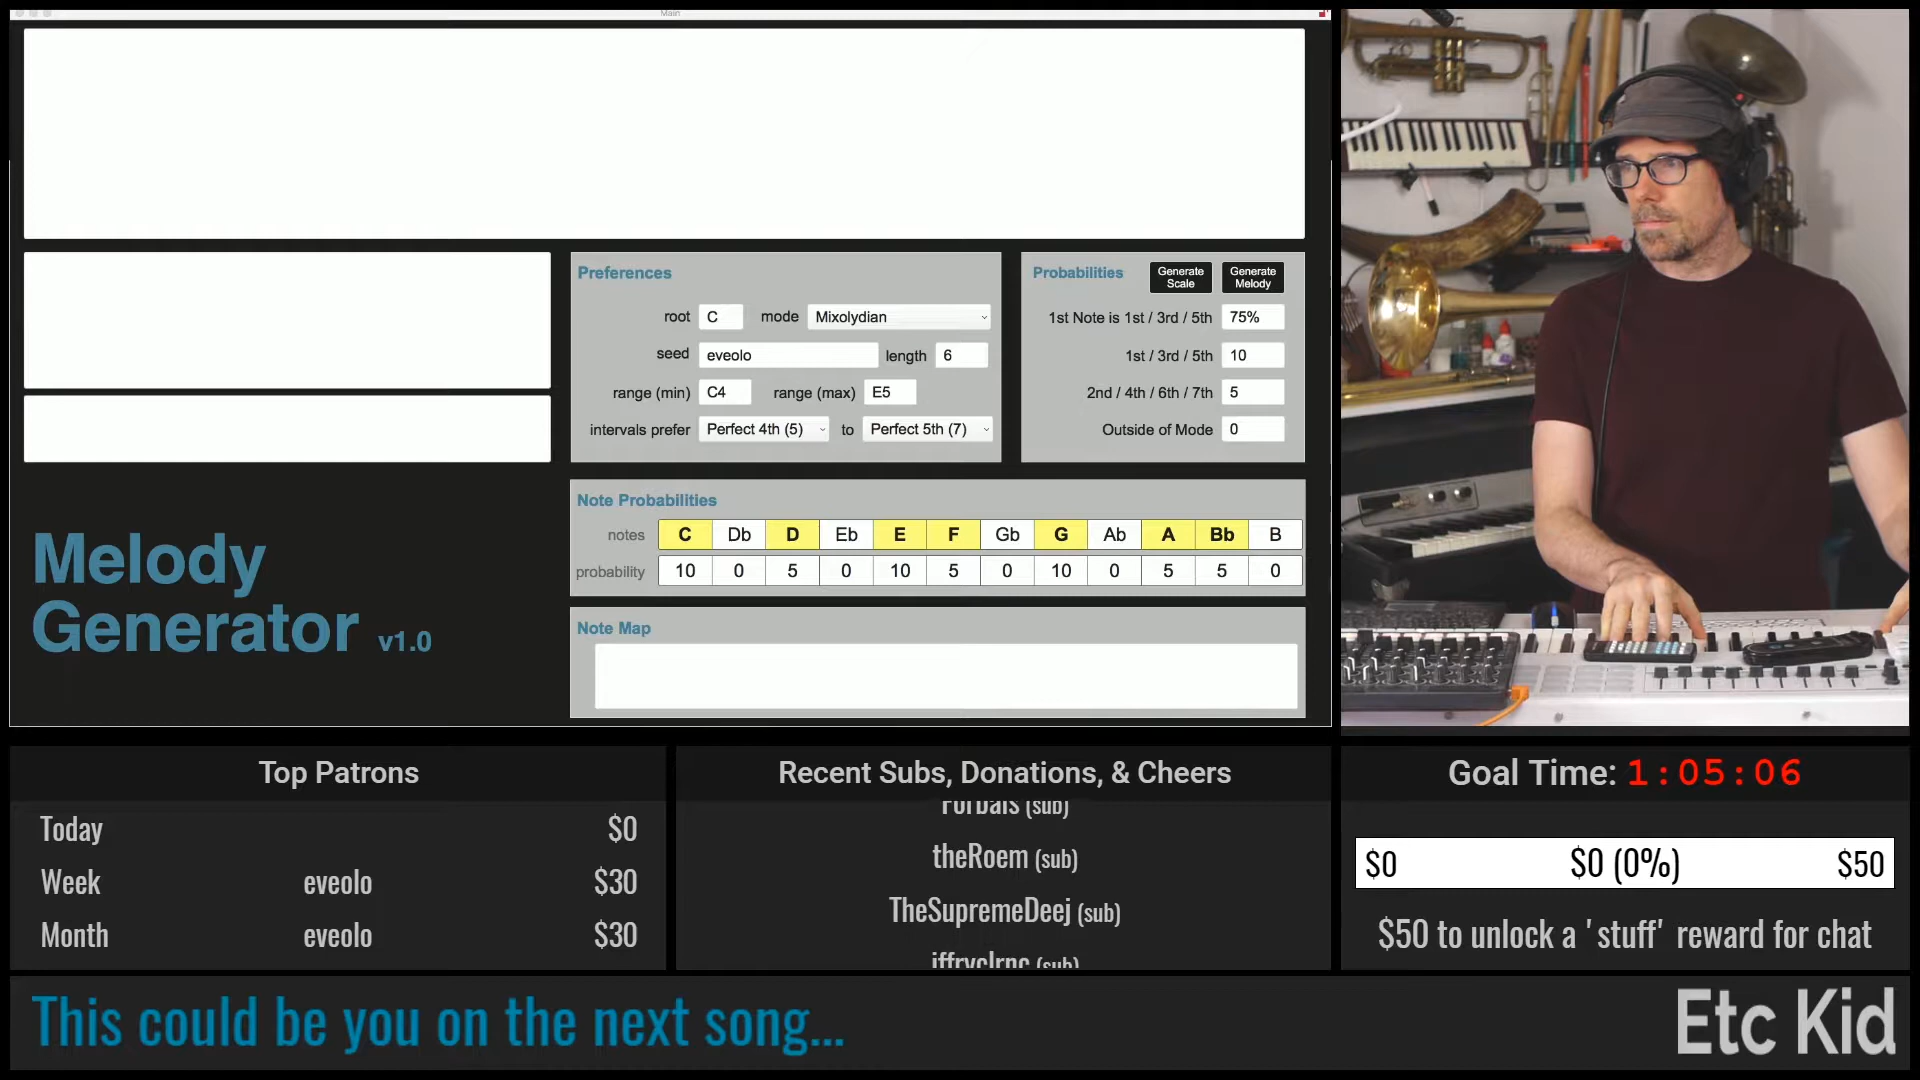 Main
Preferences
root C mode Mixolydian
seed eveolo length 6
range (min) C4 range (max) E5
intervals prefer Perfect 4th (5) to Perfect 5th (7)
Probabilities
Generate Scale
Generate Melody
1st Note is 1st / 3rd / 5th 75%
1st / 3rd / 5th 10
2nd / 4th / 6th / 7th 5
Outside of Mode 0
Note Probabilities
notes C Db D Eb E F Gb G Ab A Bb B
probability 10 0 5 0 10 5 0 10 0 5 5 0
Note Map
Melody
Generator v1.0
Top Patrons
Today $0
Week eveolo $30
Month eveolo $30
Recent Subs, Donations, & Cheers
(sub)
theRoem (sub)
TheSupremeDeej (sub)
(sub)
Goal Time: 1:05:06
$0 $0 (0%) $50
$50 to unlock a 'stuff' reward for chat
This could be you on the next song...
Etc Kid